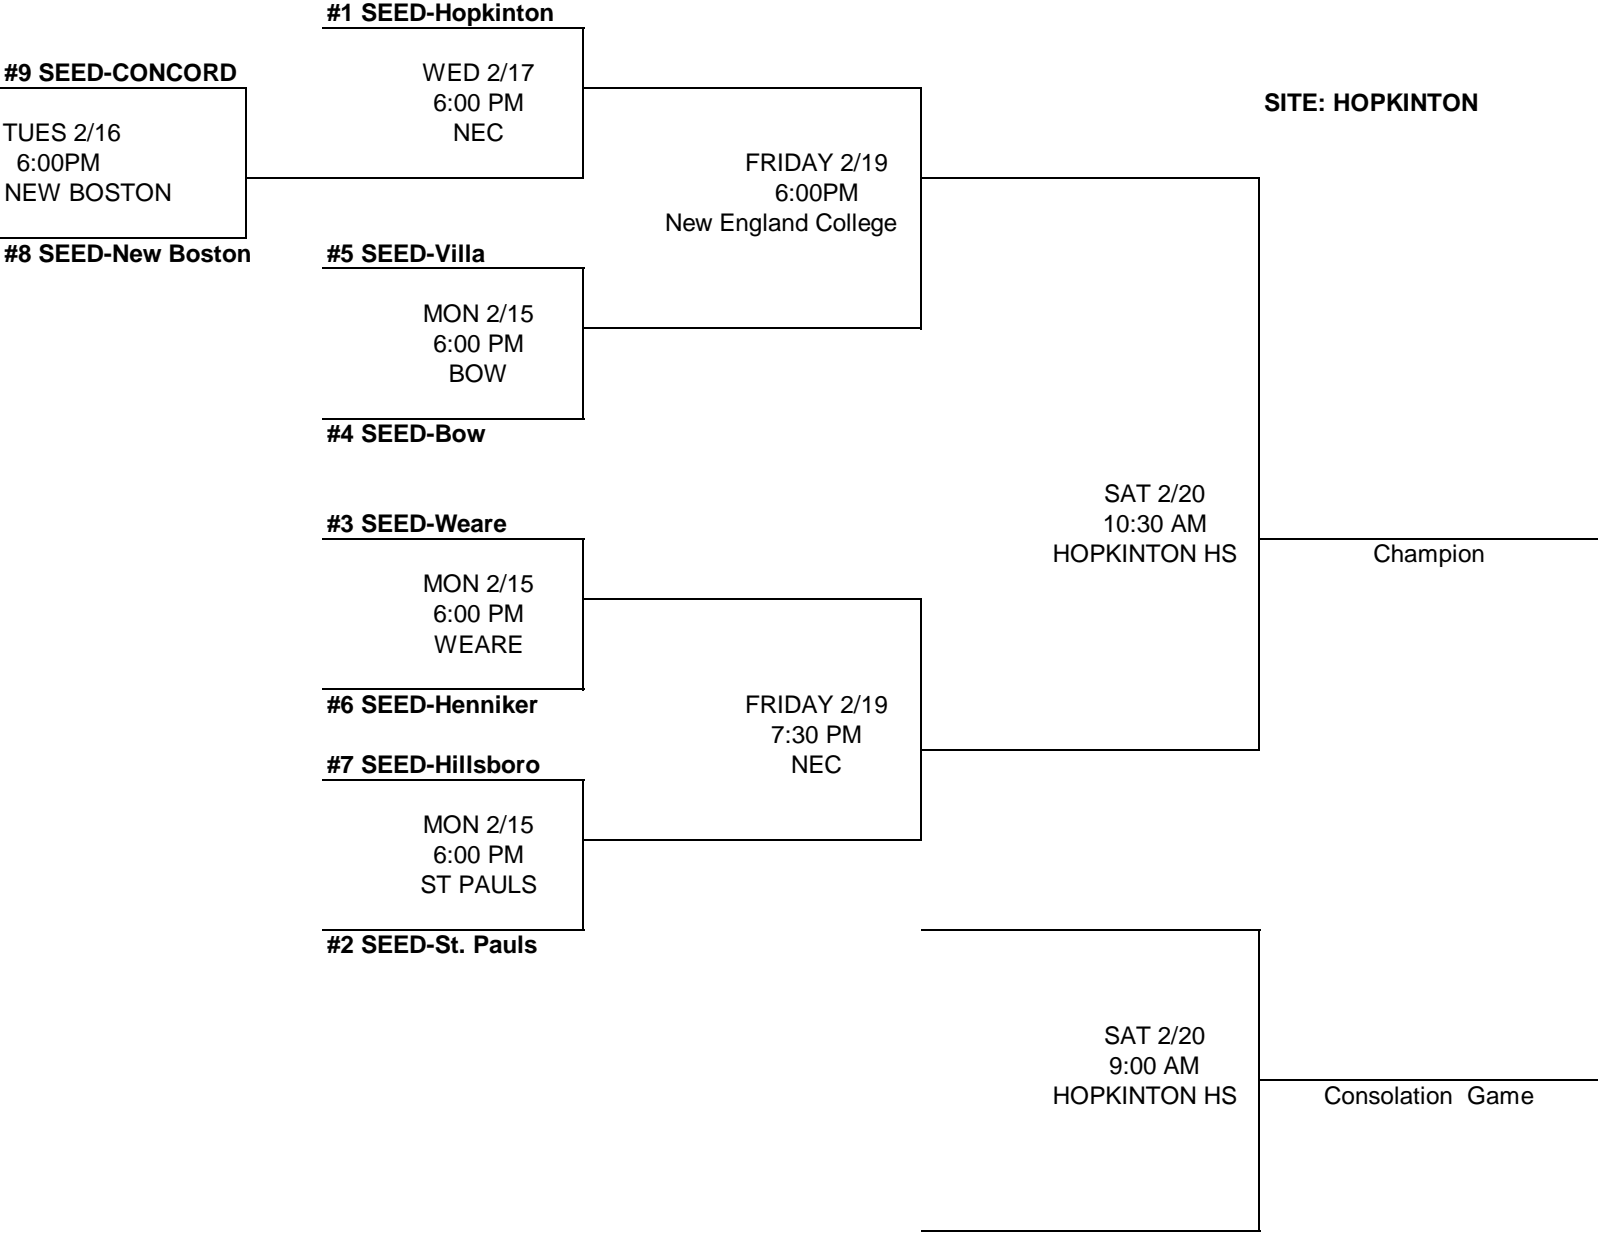 #1 SEED-Hopkinton
#9 SEED-CONCORD
TUES 2/16
6:00PM
NEW BOSTON
#8 SEED-New Boston
WED 2/17
6:00 PM
NEC
#5 SEED-Villa
MON 2/15
6:00 PM
BOW
#4 SEED-Bow
FRIDAY 2/19
6:00PM
New England College
SITE: HOPKINTON
#3 SEED-Weare
MON 2/15
6:00 PM
WEARE
#6 SEED-Henniker
#7 SEED-Hillsboro
MON 2/15
6:00 PM
ST PAULS
#2 SEED-St. Pauls
FRIDAY 2/19
7:30 PM
NEC
SAT 2/20
10:30 AM
HOPKINTON HS
Champion
SAT 2/20
9:00 AM
HOPKINTON HS
Consolation Game